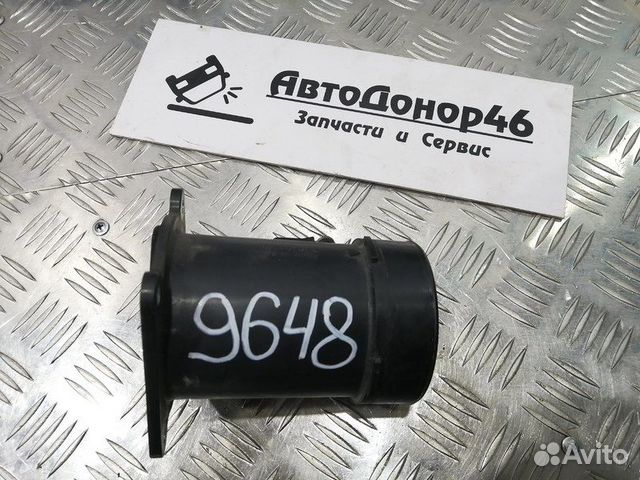 АвтоДонор46
Запчасти и Сервис
9648
Avito